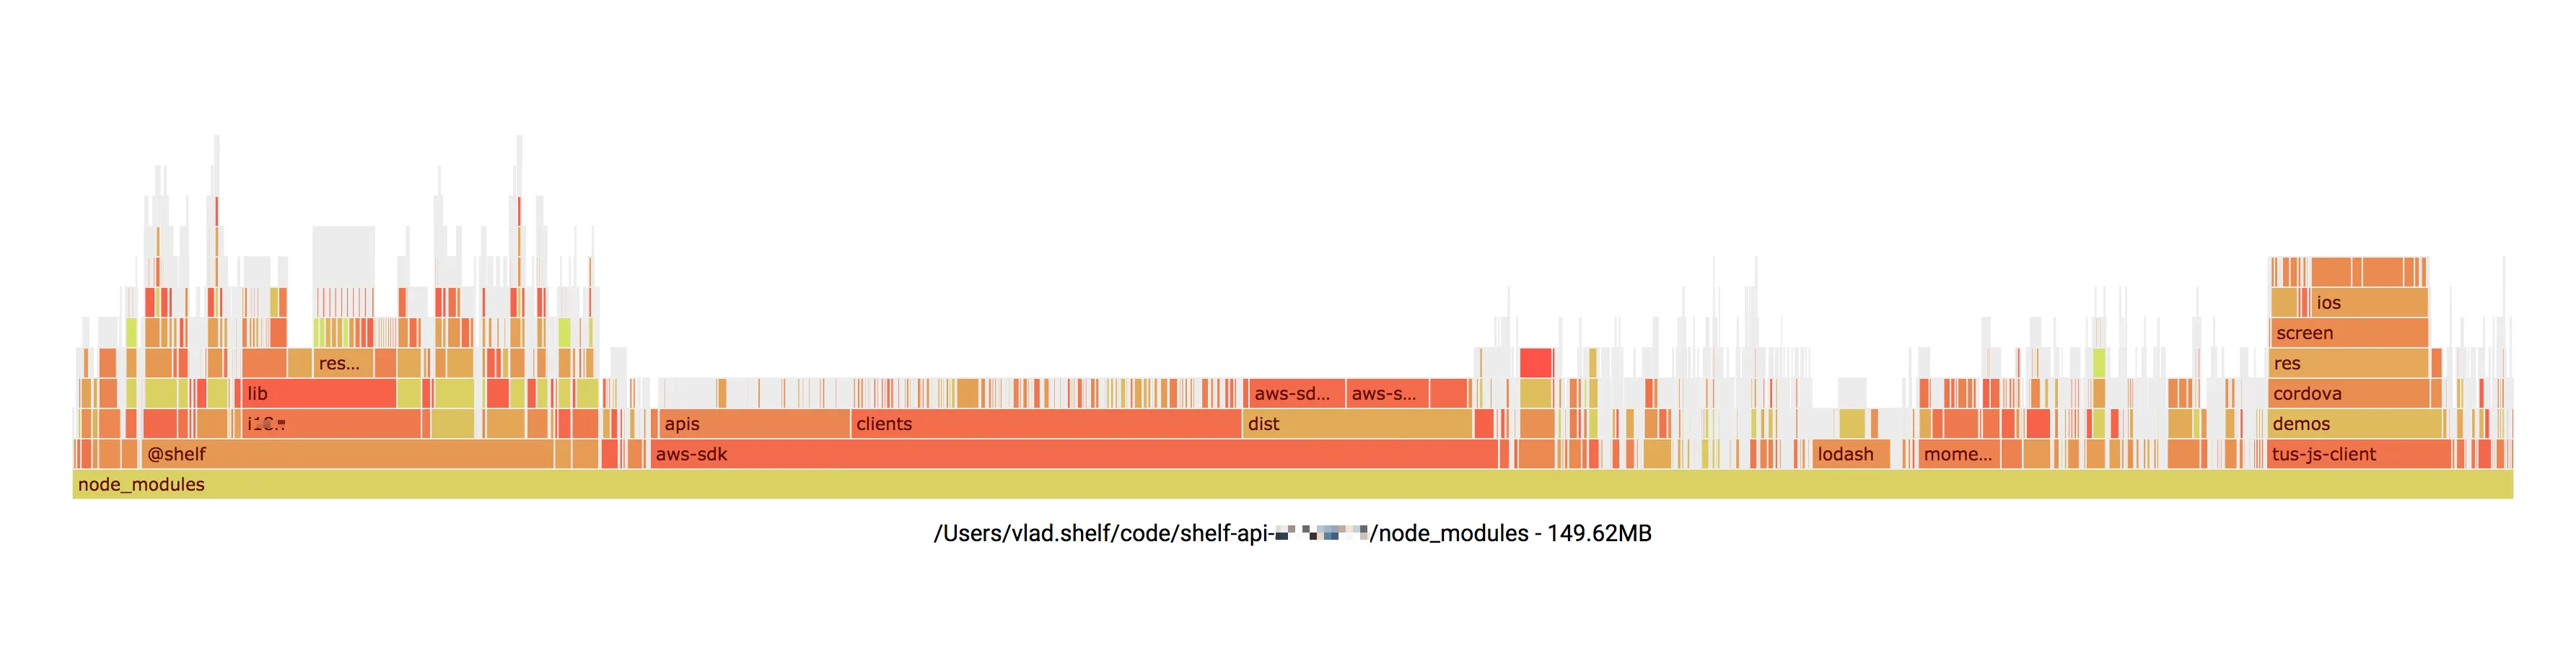 ios
screen
res... res
lib aws-sd... aws-s... cordova
apis clients dist demos
@shelf aws-sdk lodash mome... tus-js-client
node_modules
/Users/vlad.shelf/code/shelf-api- /node_modules - 149.62MB